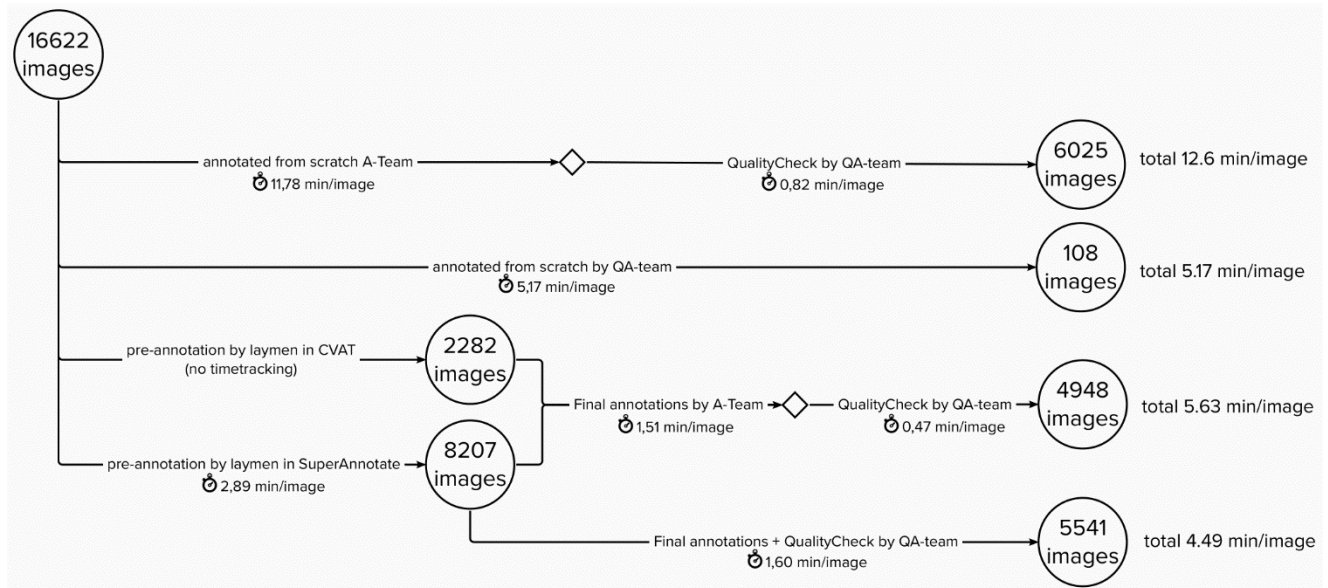 16622
images
annotated from scratch A-Team
11,78 min/image
QualityCheck by QA-team
0,82 min/image
6025
images
total 12.6 min/image
annotated from scratch by QA-team
5,17 min/image
108
images
total 5.17 min/image
pre-annotation by laymen in CVAT
(no timetracking)
2282
images
Final annotations by A-Team
1,51 min/image
QualityCheck by QA-team
0,47 min/image
4948
images
total 5.63 min/image
pre-annotation by laymen in SuperAnnotate
2,89 min/image
8207
images
Final annotations + QualityCheck by QA-team
1,60 min/image
5541
images
total 4.49 min/image